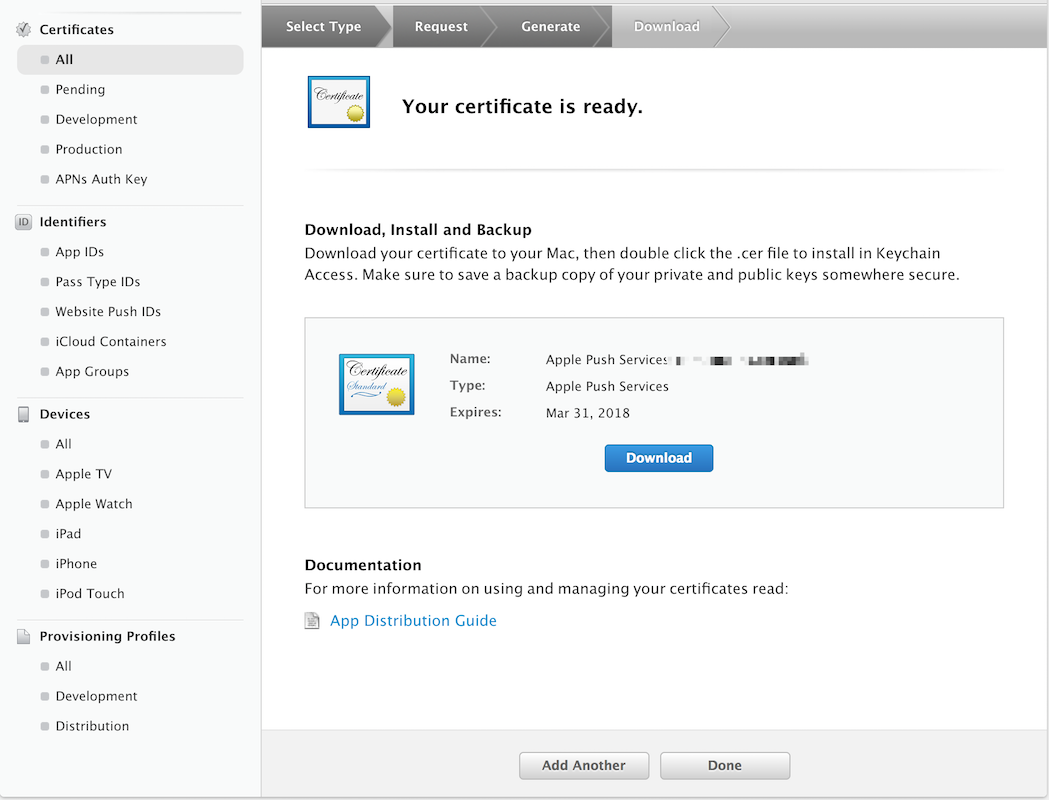 Certificates
All
Pending
Development
Production
APNs Auth Key
ID Identifiers
App IDs
Pass Type IDs
Website Push IDs
iCloud Containers
App Groups
Devices
All
Apple TV
Apple Watch
iPad
iPhone
iPod Touch
Provisioning Profiles
All
Development
Distribution
Select Type Request Generate Download
Certificate
Your certificate is ready.
Download, Install and Backup
Download your certificate to your Mac, then double click the .cer file to install in Keychain
Access. Make sure to save a backup copy of your private and public keys somewhere secure.
Certificate
Standard
Name: Apple Push Services
Type: Apple Push Services
Expires: Mar 31, 2018
Download
Documentation
For more information on using and managing your certificates read:
App Distribution Guide
Add Another Done